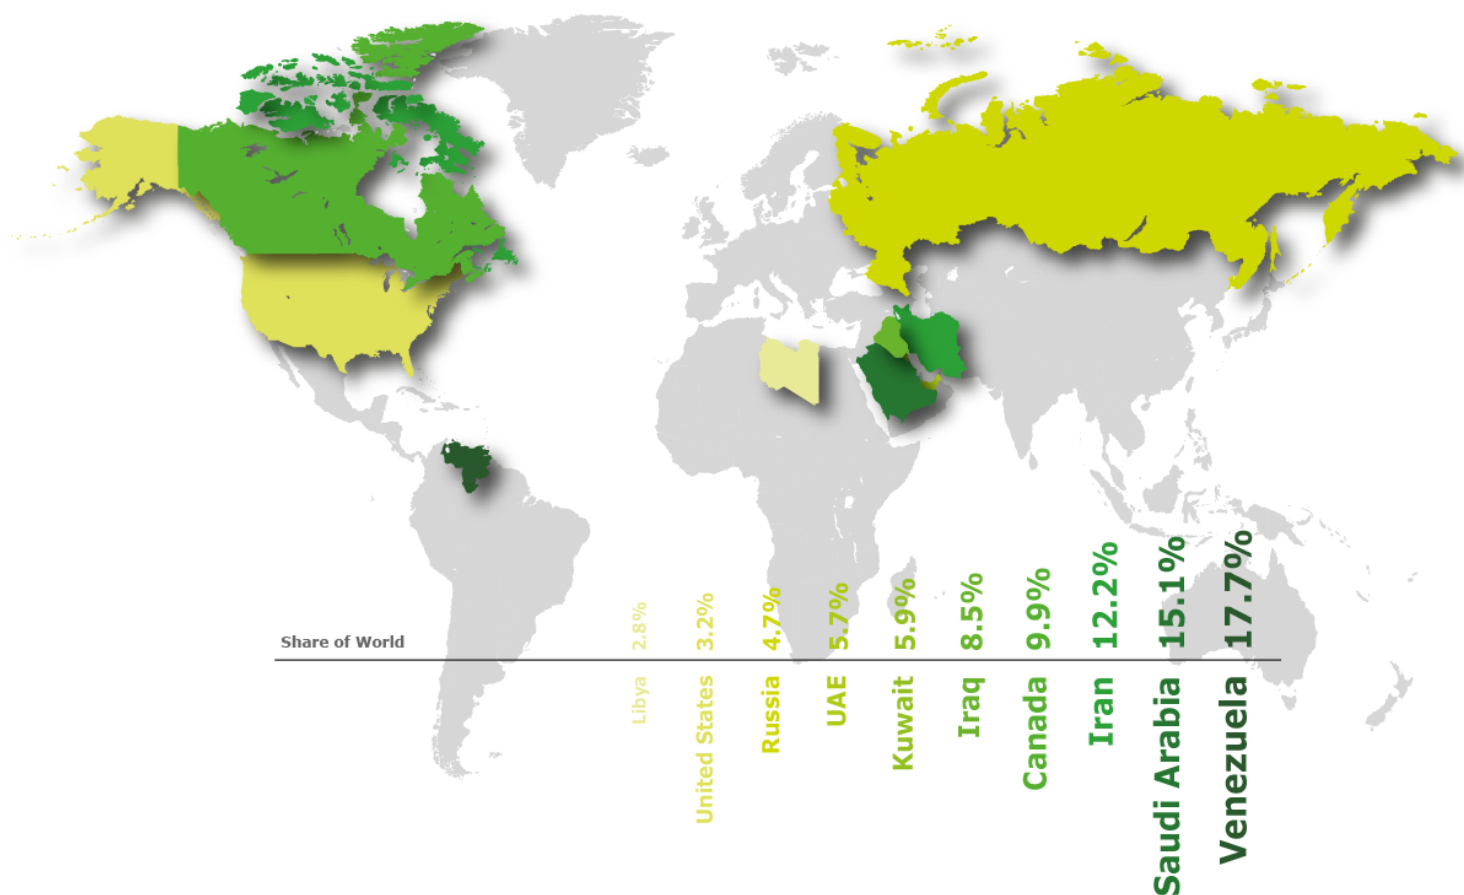 Share of World
2.8%
3.2%
4.7%
5.7%
5.9%
8.5%
9.9%
12.2%
15.1%
17.7%
Libya
United States
Russia
UAE
Kuwait
Iraq
Canada
Iran
Saudi Arabia
Venezuela